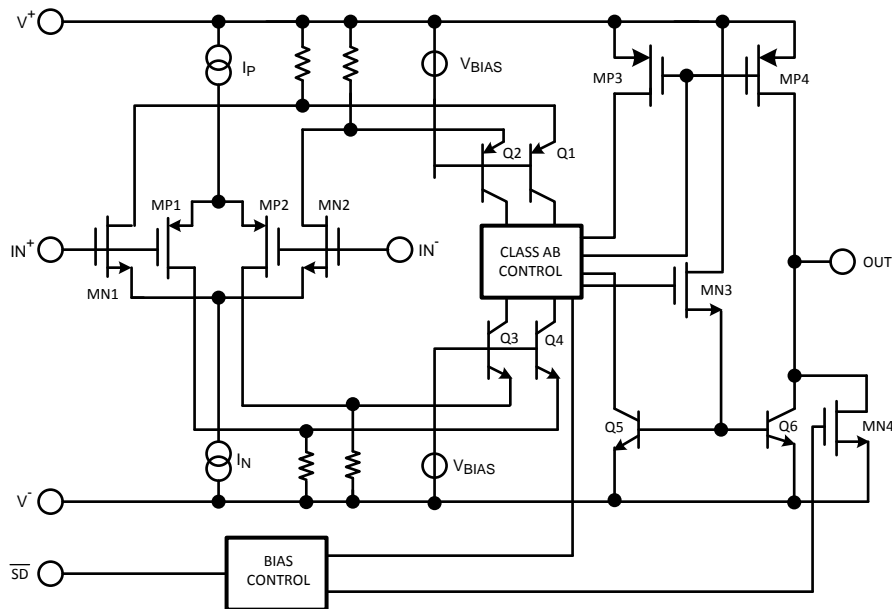 V+
IP
VBIAS
MP3
MP4
Q2
Q1
MP1
MP2
MN2
IN+
IN-
CLASS AB
CONTROL
OUT
MN1
MN3
Q3
Q4
Q5
Q6
MN4
IN
VBIAS
V-
SD
BIAS
CONTROL